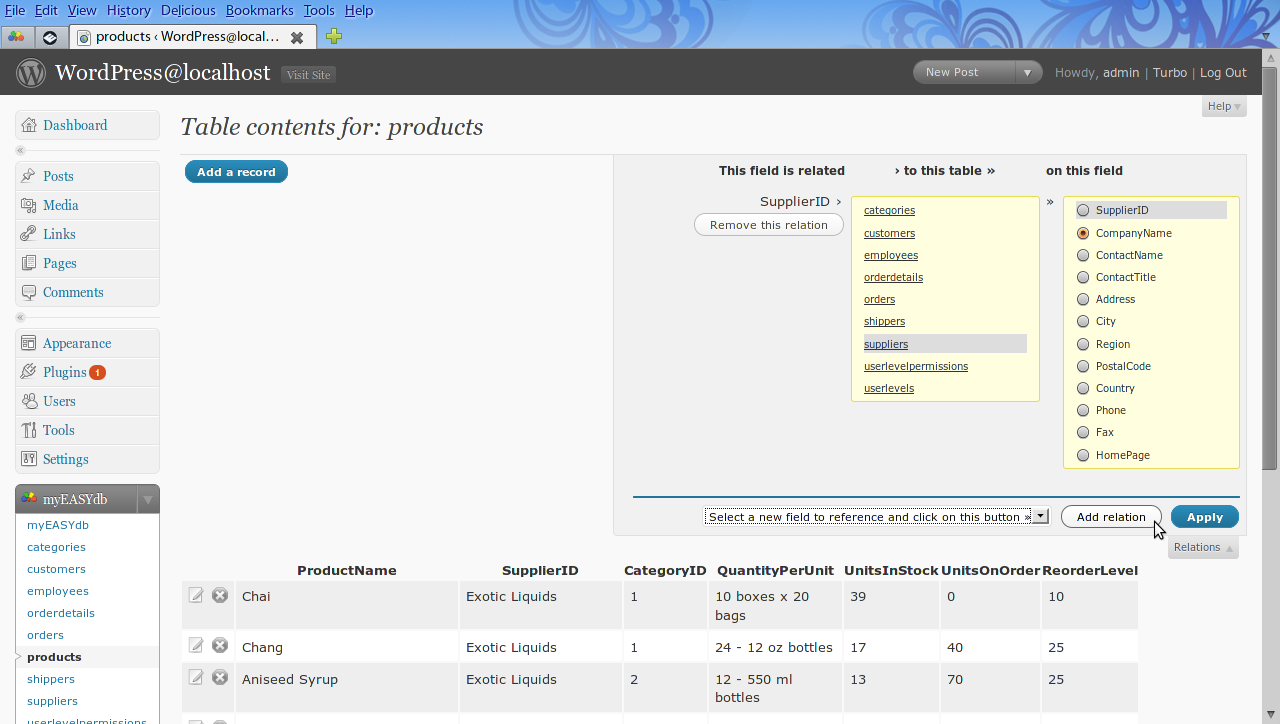 File Edit View History Delicious Bookmarks Tools Help
products ‹ WordPress@local...
WordPress@localhost Visit Site New Post Howdy, admin | Turbo | Log Out
Help
Dashboard
Posts
Media
Links
Pages
Comments
Appearance
Plugins 1
Users
Tools
Settings
myEASYdb
myEASYdb
categories
customers
employees
orderdetails
orders
products
shippers
suppliers
userlevelpermissions
Table contents for: products
Add a record
This field is related › to this table » on this field
SupplierID ›
Remove this relation
categories
customers
employees
orderdetails
orders
shippers
suppliers
userlevelpermissions
userlevels
»
SupplierID
CompanyName
ContactName
ContactTitle
Address
City
Region
PostalCode
Country
Phone
Fax
HomePage
Select a new field to reference and click on this button » Add relation Apply
Relations
ProductName SupplierID CategoryID QuantityPerUnit UnitsInStock UnitsOnOrder ReorderLevel
Chai Exotic Liquids 1 10 boxes x 20 39 0 10
bags
Chang Exotic Liquids 1 24 - 12 oz bottles 17 40 25
Aniseed Syrup Exotic Liquids 2 12 - 550 ml 13 70 25
bottles